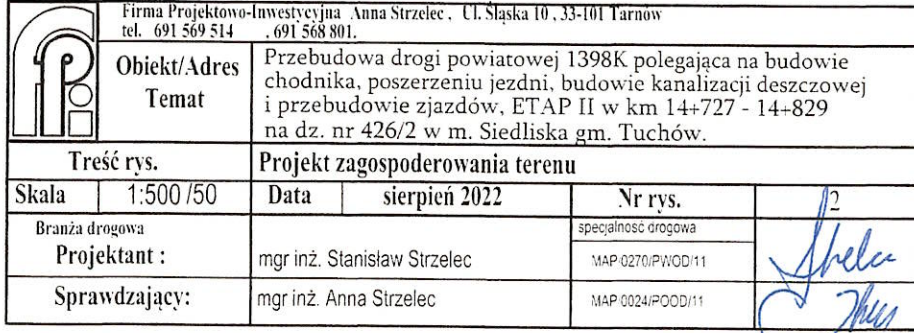 Firma Projektowo-Inwestycyjna Anna Strzelec, Ul. Śląska 10, 33-101 Tarnów
tel. 691 569 514 , 691 568 801.
Obiekt/Adres
Temat
Przebudowa drogi powiatowej 1398K polegająca na budowie
chodnika, poszerzeniu jezdni, budowie kanalizacji deszczowej
i przebudowie zjazdów, ETAP II w km 14+727 - 14+829
na dz. nr 426/2 w m. Siedliska gm. Tuchów.
Treść rys. Projekt zagospoderowania terenu
Skala 1:500 /50 Data sierpień 2022 Nr rys. 2
Branża drogowa
Projektant :
mgr inż. Stanisław Strzelec
specjalność drogowa
MAP/0270/PWOD/11
Sprawdzający: mgr inż. Anna Strzelec MAP/0024/POOD/11